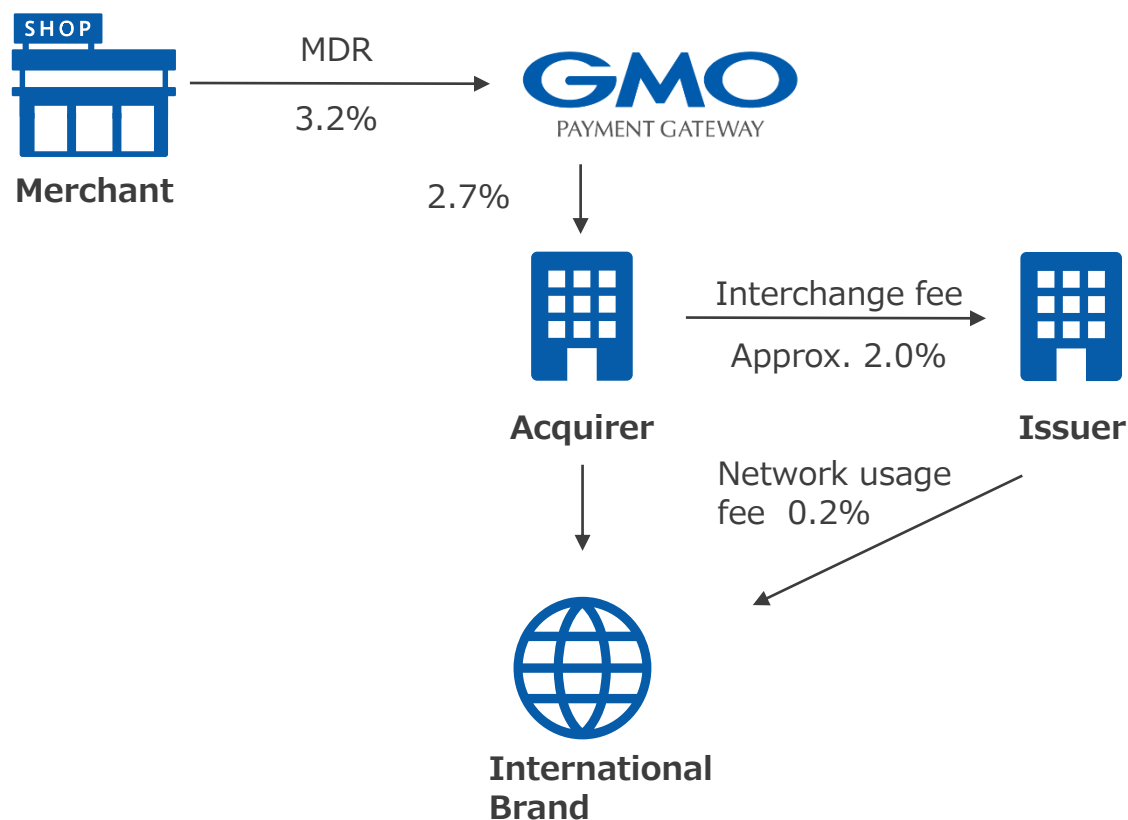 SHOP
MDR
3.2%
GMO
PAYMENT GATEWAY
Merchant
2.7%
Interchange fee
Approx. 2.0%
Acquirer
Issuer
Network usage
fee 0.2%
International
Brand